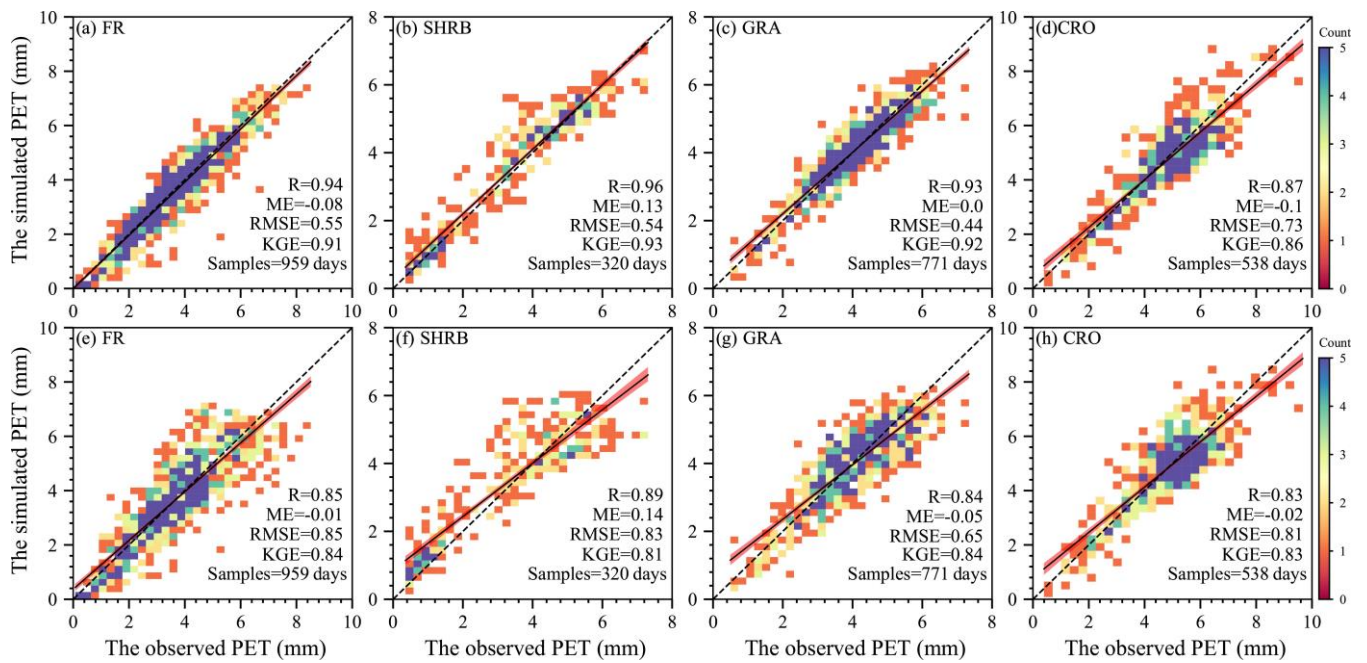 (a) FR
(b) SHRB
(c) GRA
(d)CRO
The simulated PET (mm)
10
8
6
4
2
0
R=0.94
ME=-0.08
RMSE=0.55
KGE=0.91
Samples=959 days
0 2 4 6 8 10
8
6
4
2
0
R=0.96
ME=0.13
RMSE=0.54
KGE=0.93
Samples=320 days
0 2 4 6 8
8
6
4
2
0
R=0.93
ME=0.0
RMSE=0.44
KGE=0.92
Samples=771 days
0 2 4 6 8
10
8
6
4
2
0
R=0.87
ME=-0.1
RMSE=0.73
KGE=0.86
Samples=538 days
0 2 4 6 8 10
Count
5
4
3
2
1
0
(e) FR
(f) SHRB
(g) GRA
(h) CRO
The simulated PET (mm)
10
8
6
4
2
0
R=0.85
ME=-0.01
RMSE=0.85
KGE=0.84
Samples=959 days
0 2 4 6 8 10
The observed PET (mm)
8
6
4
2
0
R=0.89
ME=0.14
RMSE=0.83
KGE=0.81
Samples=320 days
0 2 4 6 8
The observed PET (mm)
8
6
4
2
0
R=0.84
ME=-0.05
RMSE=0.65
KGE=0.84
Samples=771 days
0 2 4 6 8
The observed PET (mm)
10
8
6
4
2
0
R=0.83
ME=-0.02
RMSE=0.81
KGE=0.83
Samples=538 days
0 2 4 6 8 10
The observed PET (mm)
Count
5
4
3
2
1
0